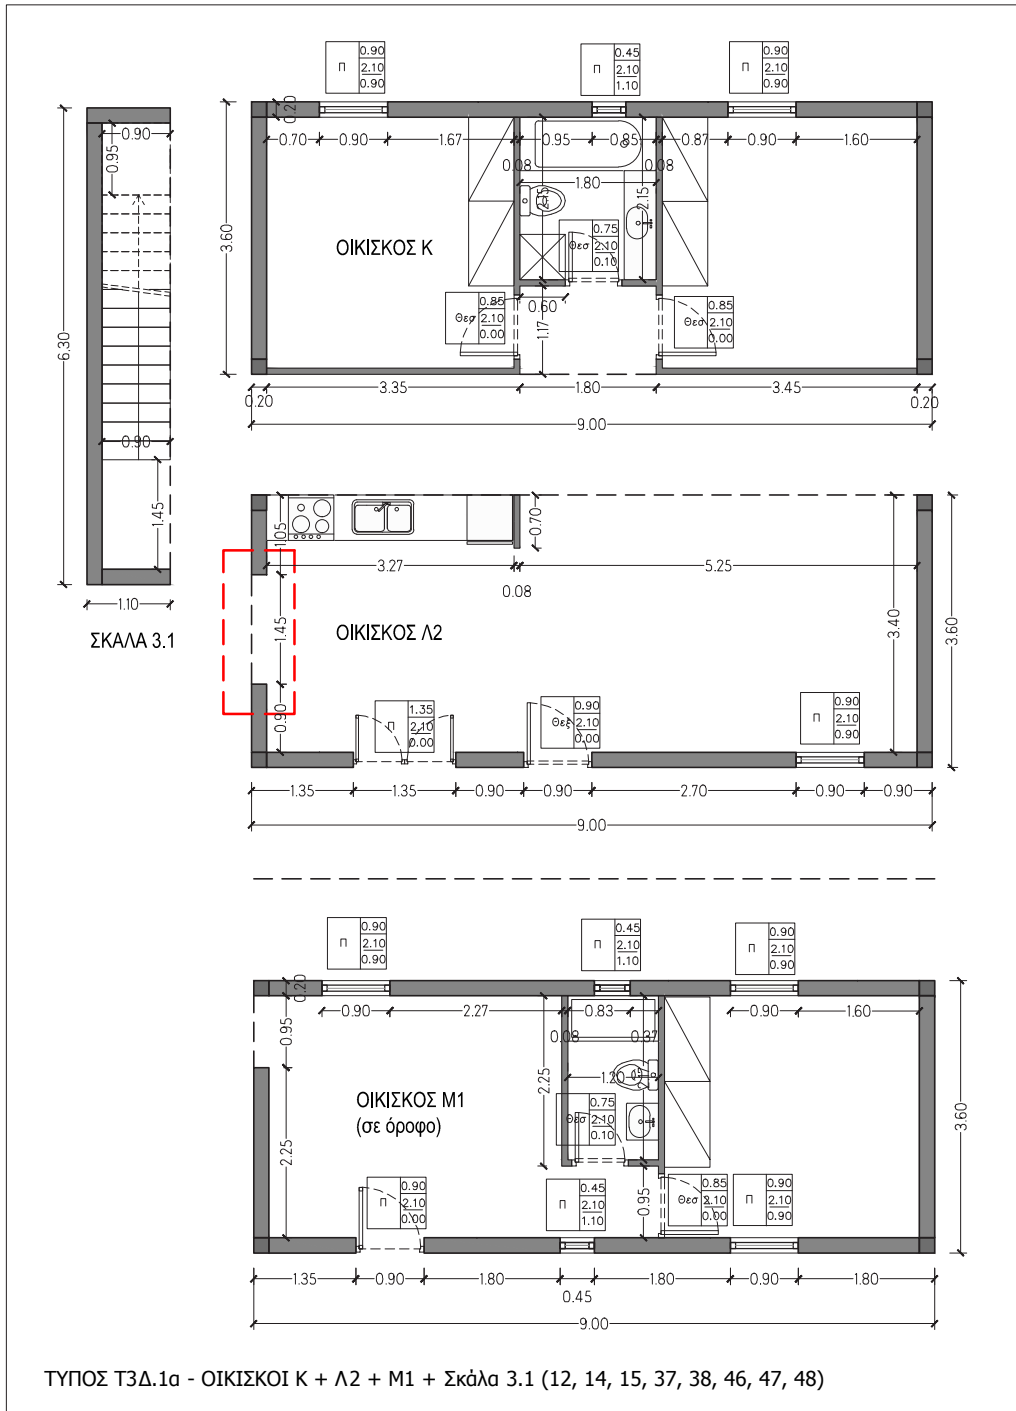 Π 0.90 2.10 0.90
Π 0.45 2.10 1.10
Π 0.90 2.10 0.90
0.20
0.70 0.90 1.67 0.95 0.85 0.87 0.90 1.60
0.08 0.08
1.80
2.15 2.15
3.60
ΟΙΚΙΣΚΟΣ Κ
Θεσ 0.75 2.10 0.10
Θεσ 0.85 2.10 0.00
0.60
1.17
Θεσ 0.85 2.10 0.00
3.35 1.80 3.45
0.20 0.20
9.00
0.90
0.95
6.30
0.90
1.45
1.10
ΣΚΑΛΑ 3.1
1.05
0.70
3.27 5.25
0.08
1.45
ΟΙΚΙΣΚΟΣ Λ2
3.40
3.60
0.90
Π 1.35 2.10 0.00
Θεξ 0.90 2.10 0.00
Π 0.90 2.10 0.90
1.35 1.35 0.90 0.90 2.70 0.90 0.90
9.00
Π 0.90 2.10 0.90
Π 0.45 2.10 1.10
Π 0.90 2.10 0.90
0.20
0.95
0.90 2.27 0.83 0.90 1.60
0.08 0.37
1.20
2.25
2.25
3.60
ΟΙΚΙΣΚΟΣ Μ1
(σε όροφο)
Θεσ 0.75 2.10 0.10
Π 0.90 2.10 0.00
Π 0.45 2.10 1.10
0.95
Θεσ 0.85 2.10 0.00
Π 0.90 2.10 0.90
1.35 0.90 1.80 0.45 1.80 0.90 1.80
9.00
ΤΥΠΟΣ Τ3Δ.1α - ΟΙΚΙΣΚΟΙ Κ + Λ2 + Μ1 + Σκάλα 3.1 (12, 14, 15, 37, 38, 46, 47, 48)